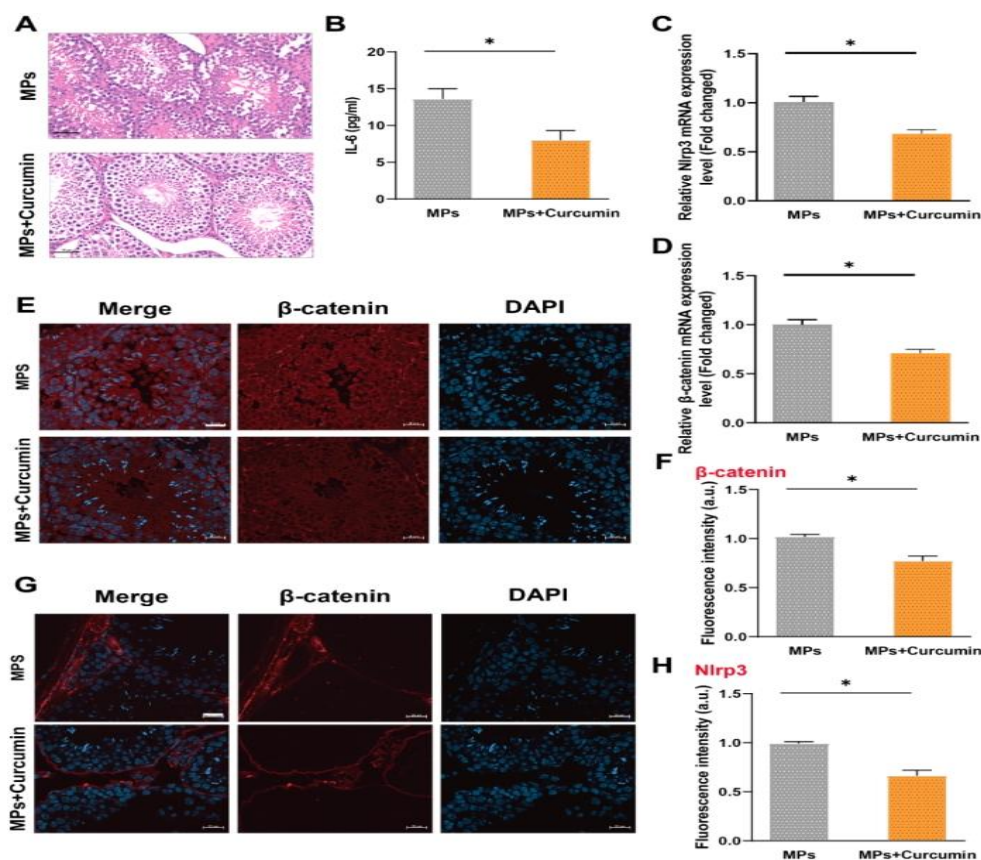 A
MPs
MPs+Curcumin
B
*
20
15
10
5
0
IL-6 (pg/ml)
MPs
MPs+Curcumin
C
*
1.5
1.0
0.5
0.0
Relative Nlrp3 mRNA expression
level (Fold changed)
MPs
MPs+Curcumin
D
*
1.5
1.0
0.5
0.0
Relative β-catenin mRNA expression
level (Fold changed)
MPs
MPs+Curcumin
E
Merge
β-catenin
DAPI
MPS
MPs+Curcumin
F
β-catenin
*
1.5
1.0
0.5
0.0
Fluorescence intensity (a.u.)
MPs
MPs+Curcumin
G
Merge
β-catenin
DAPI
MPS
MPs+Curcumin
H
Nlrp3
*
1.5
1.0
0.5
0.0
Fluorescence intensity (a.u.)
MPs
MPs+Curcumin